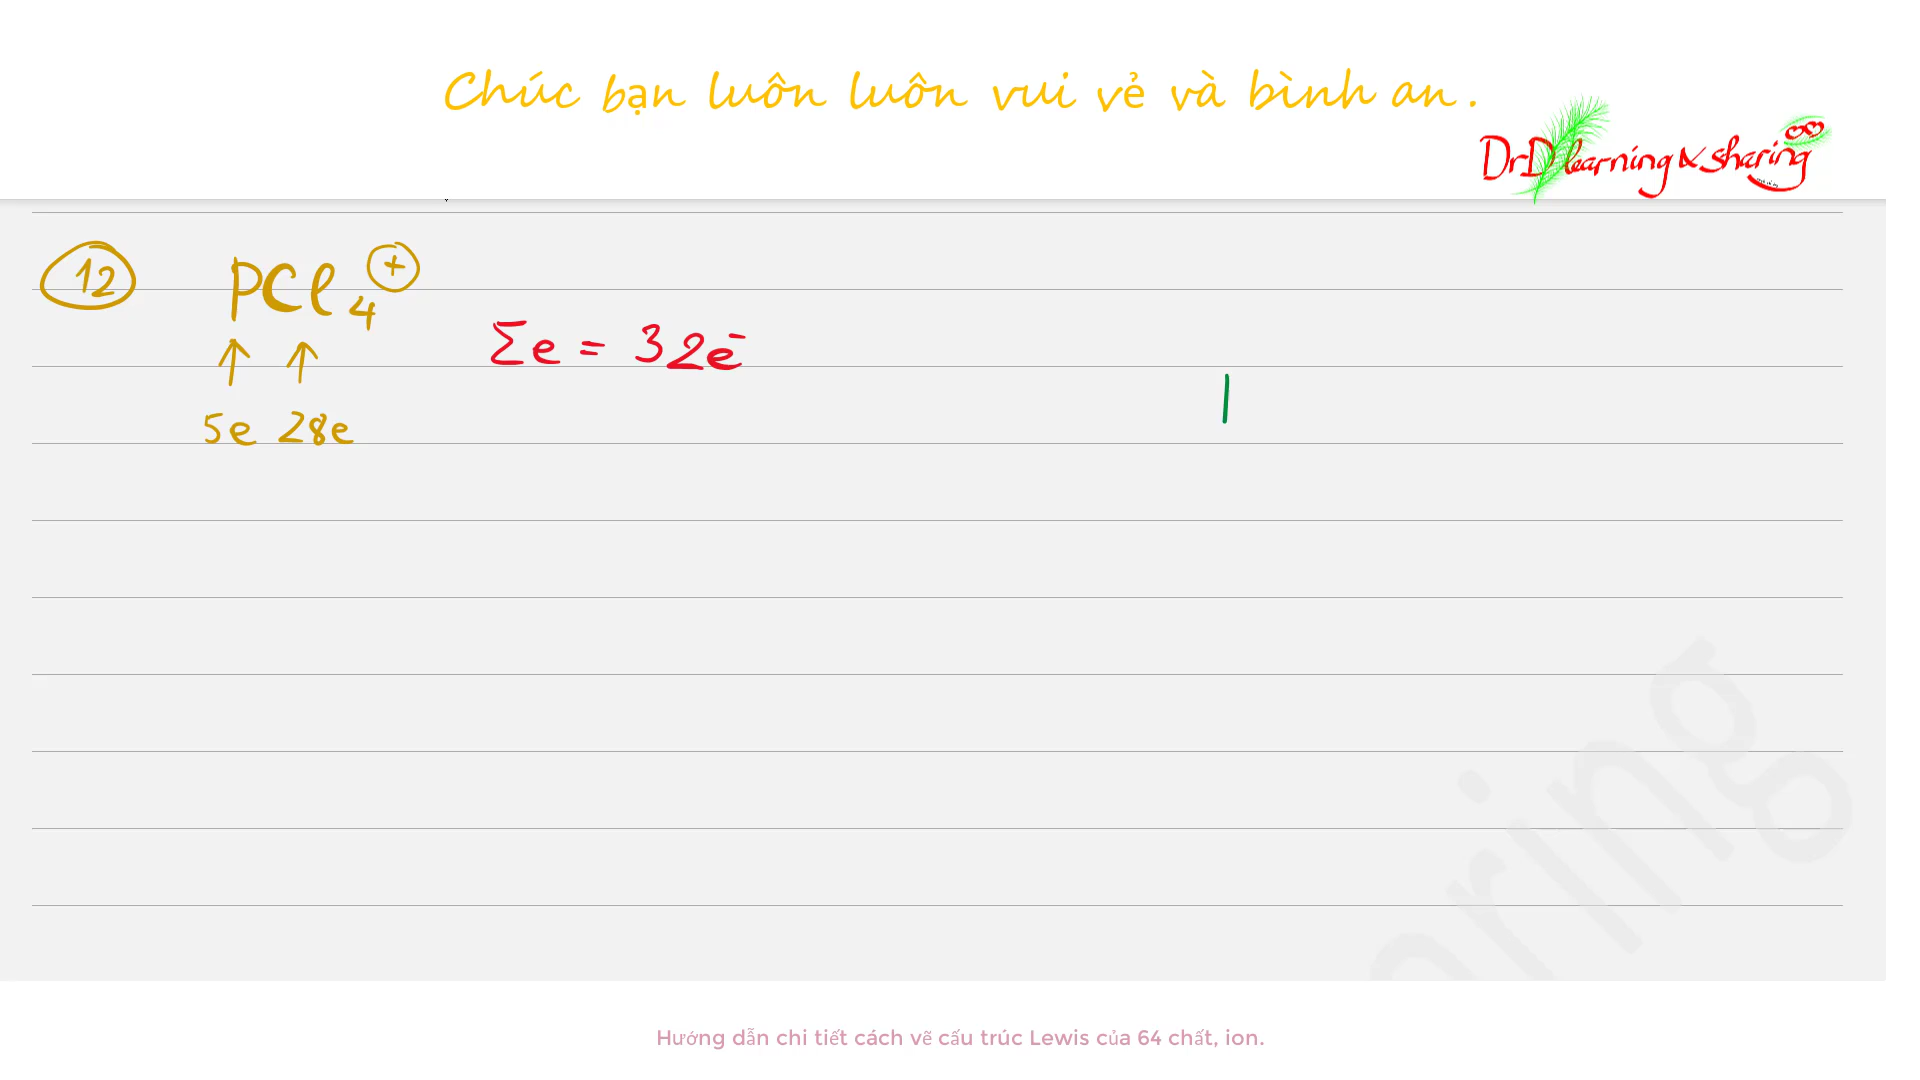 Chúc bạn luôn luôn vui vẻ và bình an.
DrD learning & sharing
12 PCl4+
Σe = 32e-
5e 28e
aring
Hướng dẫn chi tiết cách vẽ cấu trúc Lewis của 64 chất, ion.